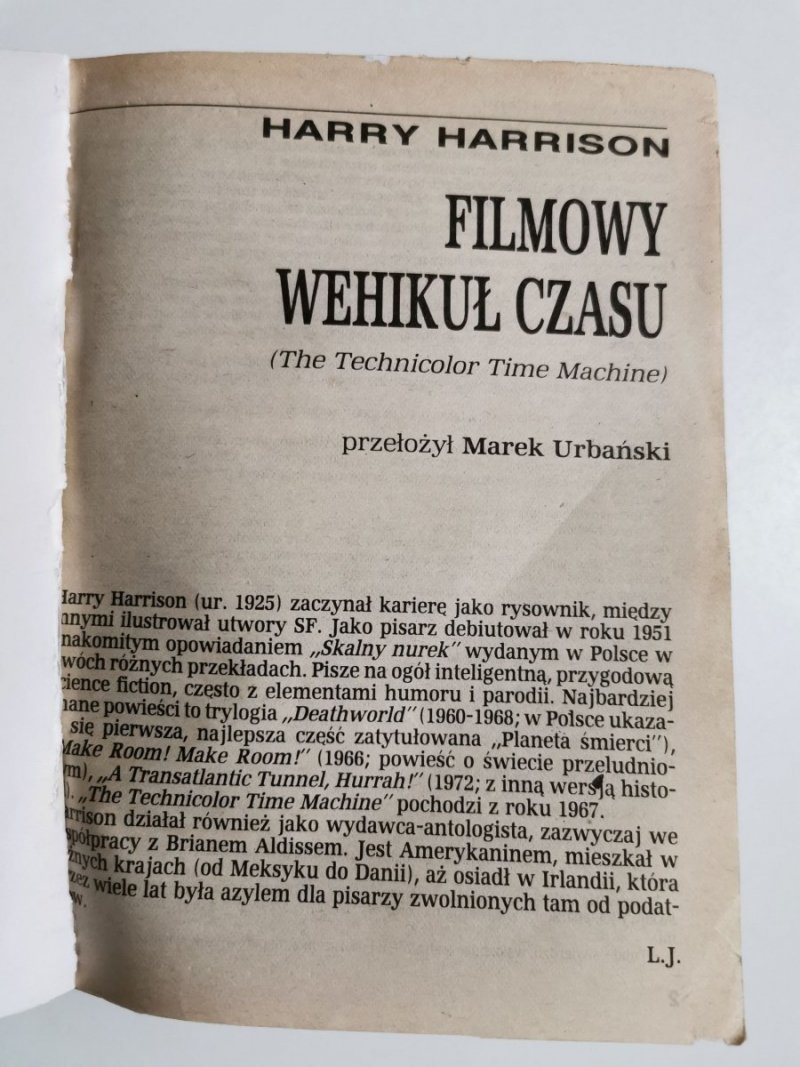 HARRY HARRISON
FILMOWY
WEHIKUŁ CZASU
(The Technicolor Time Machine)
przełożył Marek Urbański
Harry Harrison (ur. 1925) zaczynał karierę jako rysownik, między
nnymi ilustrował utwory SF. Jako pisarz debiutował w roku 1951
nakomitym opowiadaniem „Skalny nurek" wydanym w Polsce w
wóch różnych przekładach. Pisze na ogół inteligentną, przygodową
cience fiction, często z elementami humoru i parodii. Najbardziej
nane powieści to trylogia „Deathworld" (1960-1968; w Polsce ukaza-
się pierwsza, najlepsza część zatytułowana „Planeta śmierci"),
Make Room! Make Room!" (1966; powieść o świecie przeludnio-
ym), „A Transatlantic Tunnel, Hurrah!" (1972; z inną wersją histo-
). „The Technicolor Time Machine" pochodzi z roku 1967.
arrison działał również jako wydawca-antologista, zazwyczaj we
spółpracy z Brianem Aldissem. Jest Amerykaninem, mieszkał w
żnych krajach (od Meksyku do Danii), aż osiadł w Irlandii, która
zez wiele lat była azylem dla pisarzy zwolnionych tam od podat-
w.
L.J.